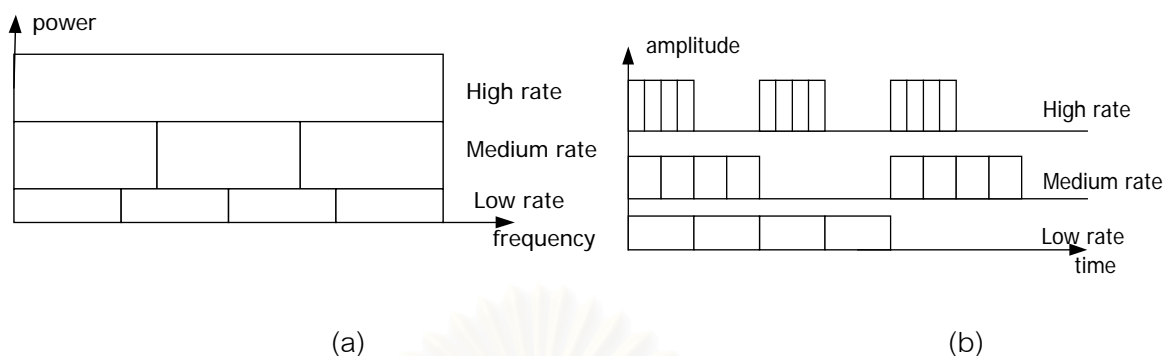 power
High rate
Medium rate
Low rate
frequency
(a)
amplitude
High rate
Medium rate
Low rate
time
(b)